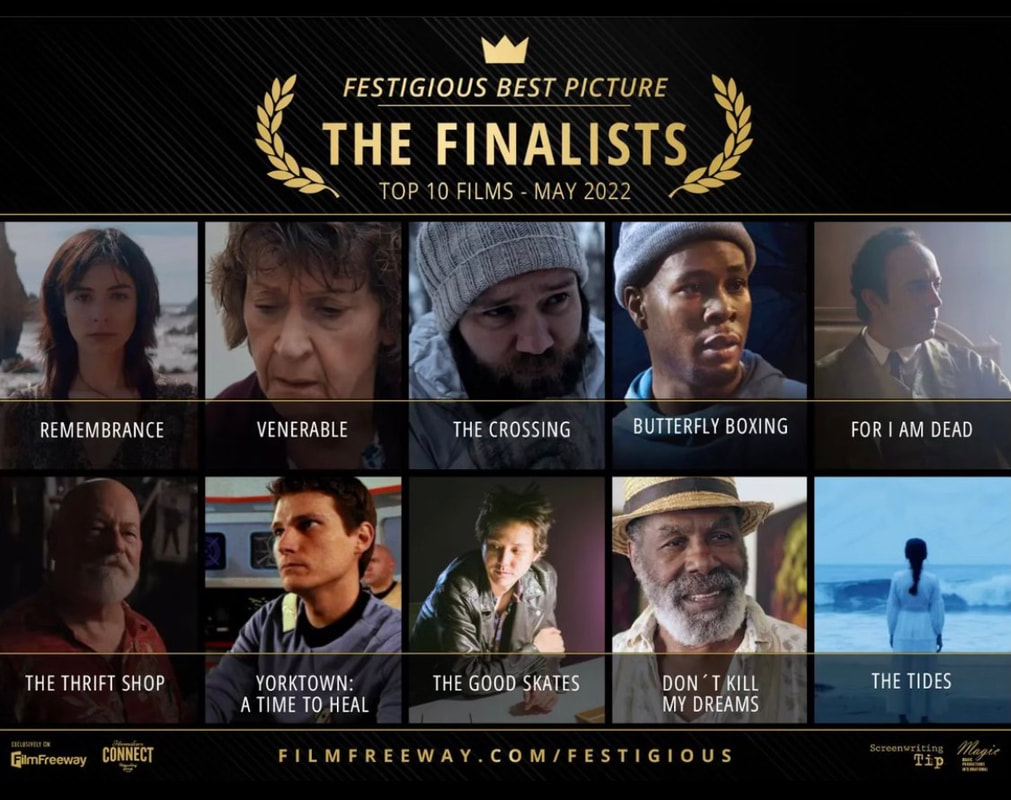 FESTIGIOUS BEST PICTURE
THE FINALISTS
TOP 10 FILMS - MAY 2022
REMEMBRANCE
VENERABLE
THE CROSSING
BUTTERFLY BOXING
FOR I AM DEAD
THE THRIFT SHOP
YORKTOWN:
A TIME TO HEAL
THE GOOD SKATES
DON´T KILL
MY DREAMS
THE TIDES
EXCLUSIVELY ON
FilmFreeway
CONNECT
FILMFREEWAY.COM/FESTIGIOUS
Screenwriting
Tip
Magic